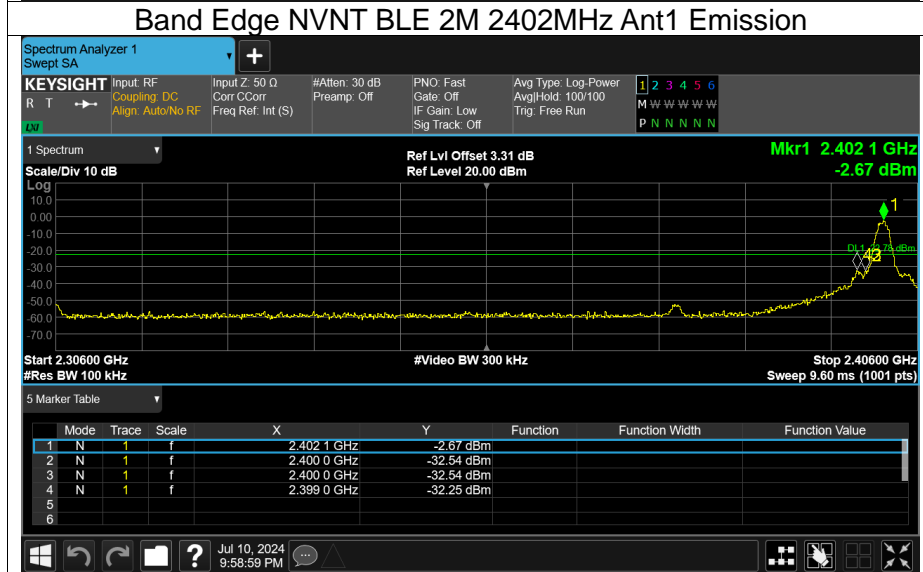 Band Edge NVNT BLE 2M 2402MHz Ant1 Emission
Spectrum Analyzer 1
Swept SA
+
KEYSIGHT Input: RF Input Z: 50 Ω #Atten: 30 dB PNO: Fast Avg Type: Log-Power 1 2 3 4 5 6
R T Coupling: DC Corr CCorr Preamp: Off Gate: Off Avg|Hold: 100/100 M W W W W W W
Align: Auto/No RF Freq Ref: Int (S) IF Gain: Low Trig: Free Run
LXI Sig Track: Off P N N N N N N
1 Spectrum Ref Lvl Offset 3.31 dB Mkr1 2.402 1 GHz
Scale/Div 10 dB Ref Level 20.00 dBm -2.67 dBm
Log
10.0
1
0.00
-10.0
-20.0
-30.0
-40.0
-50.0
-60.0
-70.0
Start 2.30600 GHz #Video BW 300 kHz Stop 2.40600 GHz
#Res BW 100 kHz Sweep 9.60 ms (1001 pts)
5 Marker Table
Mode Trace Scale X Y Function Function Width Function Value
1 N 1 f 2.402 1 GHz -2.67 dBm
2 N 1 f 2.400 0 GHz -32.54 dBm
3 N 1 f 2.400 0 GHz -32.54 dBm
4 N 1 f 2.399 0 GHz -32.25 dBm
5
6
? Jul 10, 2024
9:58:59 PM